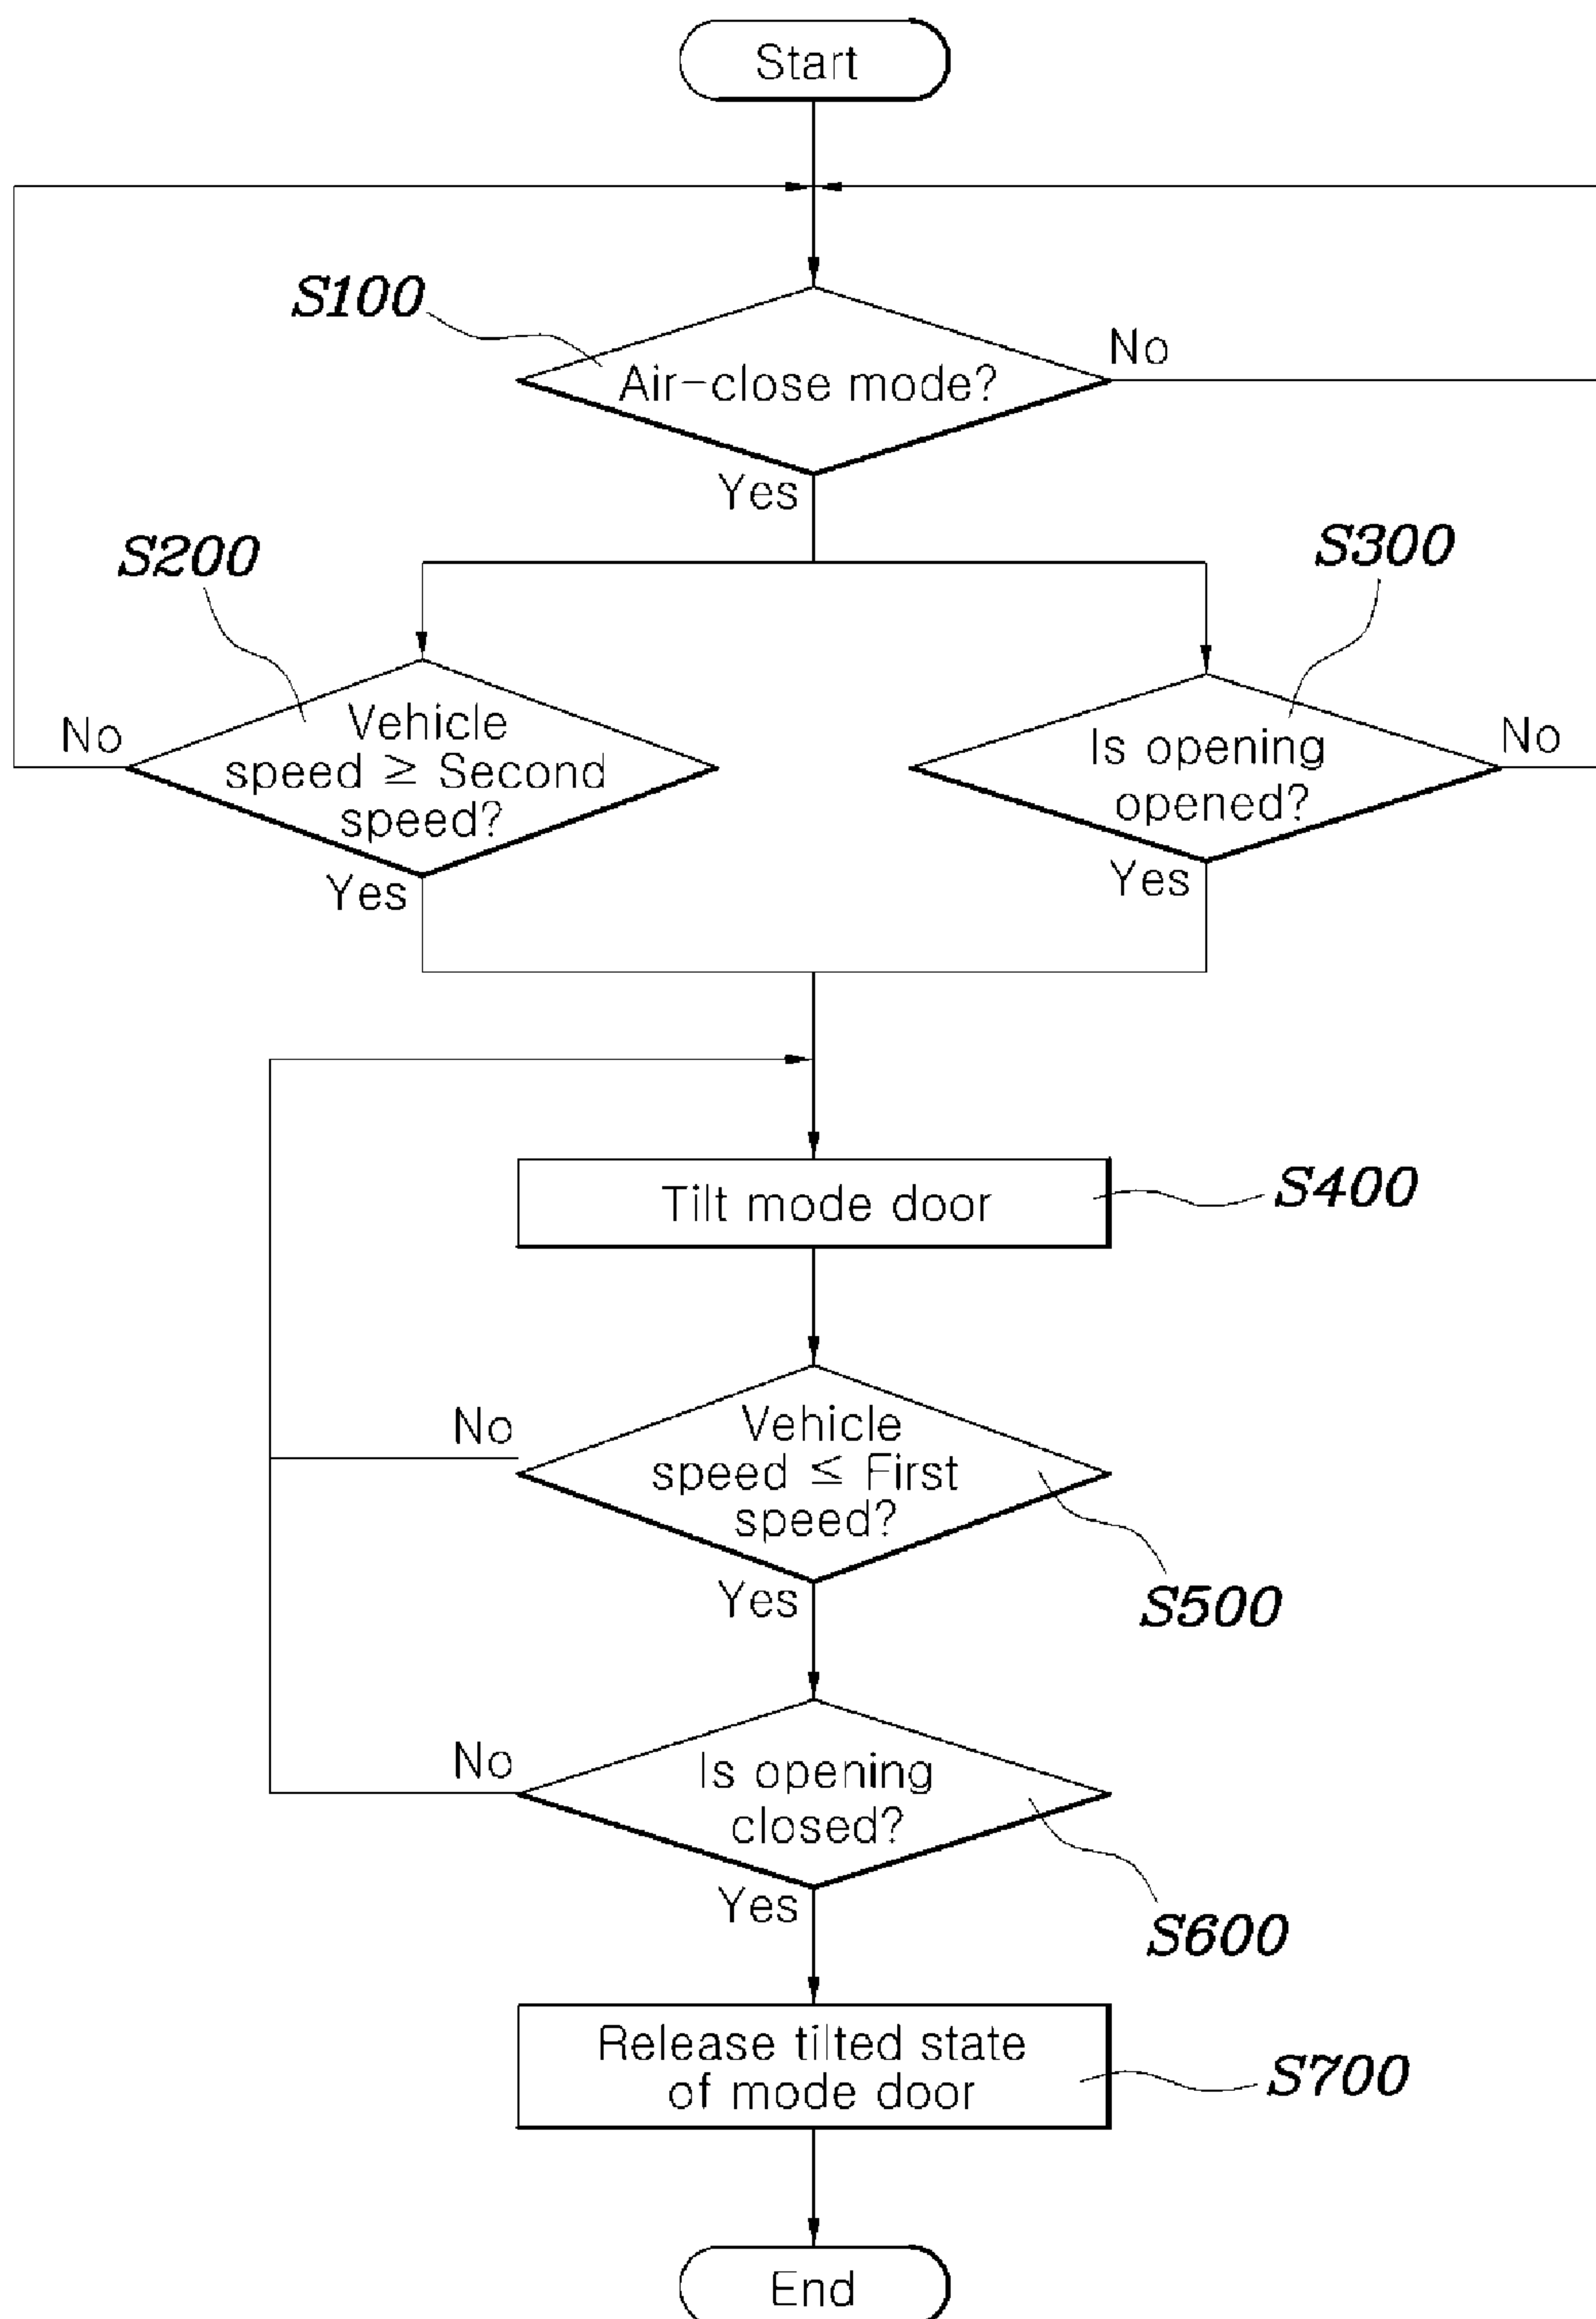 Start
S100
Air-close mode?
No
Yes
S200
S300
No
Vehicle
speed ≥ Second
speed?
Yes
Is opening
opened?
No
Yes
Tilt mode door
S400
No
Vehicle
speed ≤ First
speed?
Yes
S500
No
Is opening
closed?
Yes
S600
Release tilted state
of mode door
S700
End